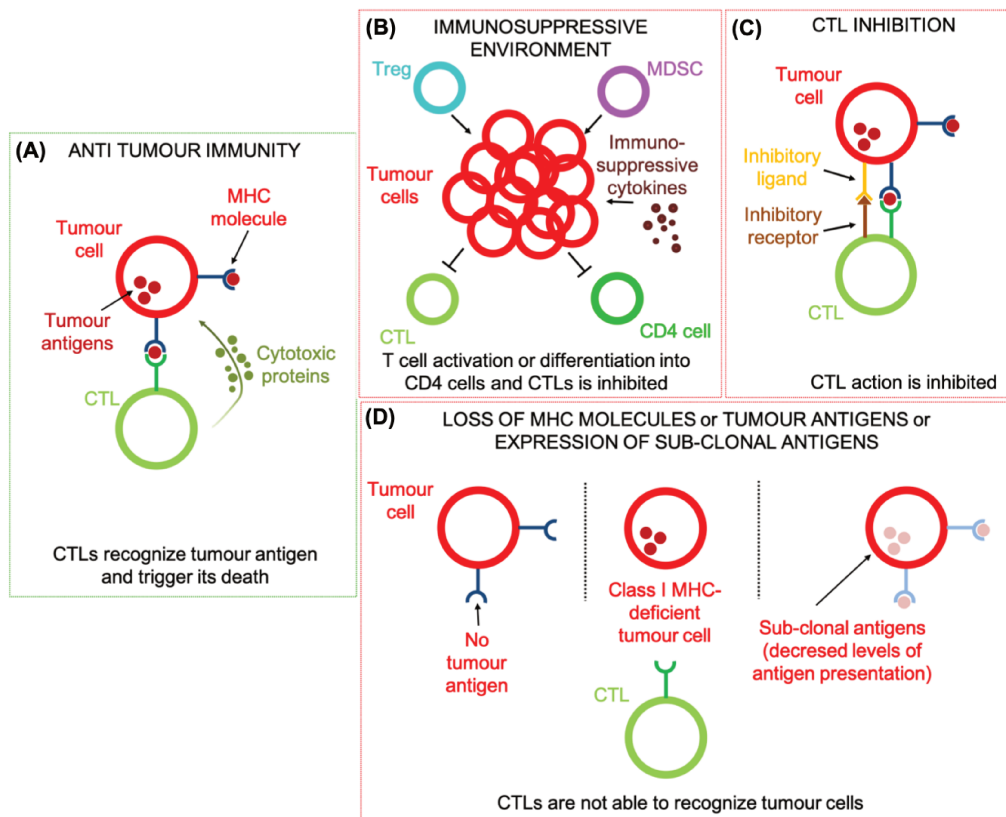 (A)
ANTI TUMOUR IMMUNITY
MHC
molecule
Tumour
cell
Tumour
antigens
Cytotoxic
proteins
CTL
CTLs recognize tumour antigen
and trigger its death
(B)
IMMUNOSUPPRESSIVE
ENVIRONMENT
Treg
MDSC
Tumour
cells
Immuno-
suppressive
cytokines
CTL
CD4 cell
T cell activation or differentiation into
CD4 cells and CTLs is inhibited
(C)
CTL INHIBITION
Tumour
cell
Inhibitory
ligand
Inhibitory
receptor
CTL
CTL action is inhibited
(D)
LOSS OF MHC MOLECULES or TUMOUR ANTIGENS or
EXPRESSION OF SUB-CLONAL ANTIGENS
Tumour
cell
No
tumour
antigen
Class I MHC-
deficient
tumour cell
CTL
Sub-clonal antigens
(decresed levels of
antigen presentation)
CTLs are not able to recognize tumour cells